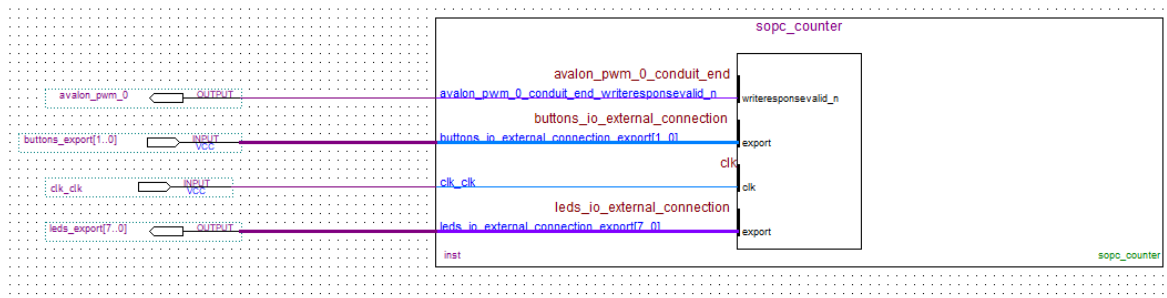 sopc_counter
avalon_pwm_0_conduit_end
avalon_pwm_0 OUTPUT avalon_pwm_0_conduit_end_writeresponsevalid_n writeresponsevalid_n
buttons_io_external_connection
buttons_export[1..0] INPUT VCC buttons_io_external_connection_export[1..0] export
clk
clk_clk INPUT VCC clk_clk clk
leds_io_external_connection
leds_export[7..0] OUTPUT leds_io_external_connection_export[7..0] export
inst sopc_counter